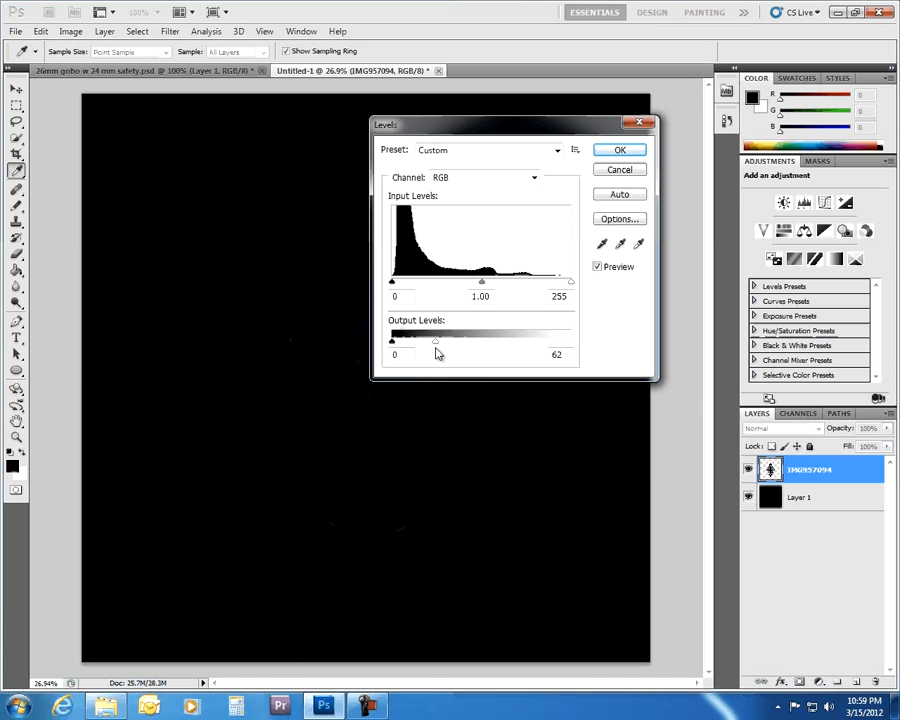 Ps Br Mb 100% ESSENTIALS DESIGN PAINTING CS Live
File Edit Image Layer Select Filter Analysis 3D View Window Help
Sample Size: Point Sample Sample: All Layers Show Sampling Ring
26mm gobo w 24 mm safety.psd @ 100% (Layer 1, RGB/8) * Untitled-1 @ 26.9% (IMG957094, RGB/8) *
COLOR SWATCHES STYLES
R 0
G 0
B 0
Levels
Preset: Custom OK
Cancel
Channel: RGB
Auto
Input Levels:
Options...
Preview
0 1.00 255
Output Levels:
0 62
ADJUSTMENTS MASKS
Add an adjustment
Levels Presets
Curves Presets
Exposure Presets
Hue/Saturation Presets
Black & White Presets
Channel Mixer Presets
Selective Color Presets
LAYERS CHANNELS PATHS
Normal Opacity: 100%
Lock: Fill: 100%
IMG957094
Layer 1
fx
26.94% Doc: 25.7M/28.3M
Pr Ps
10:59 PM
3/15/2012